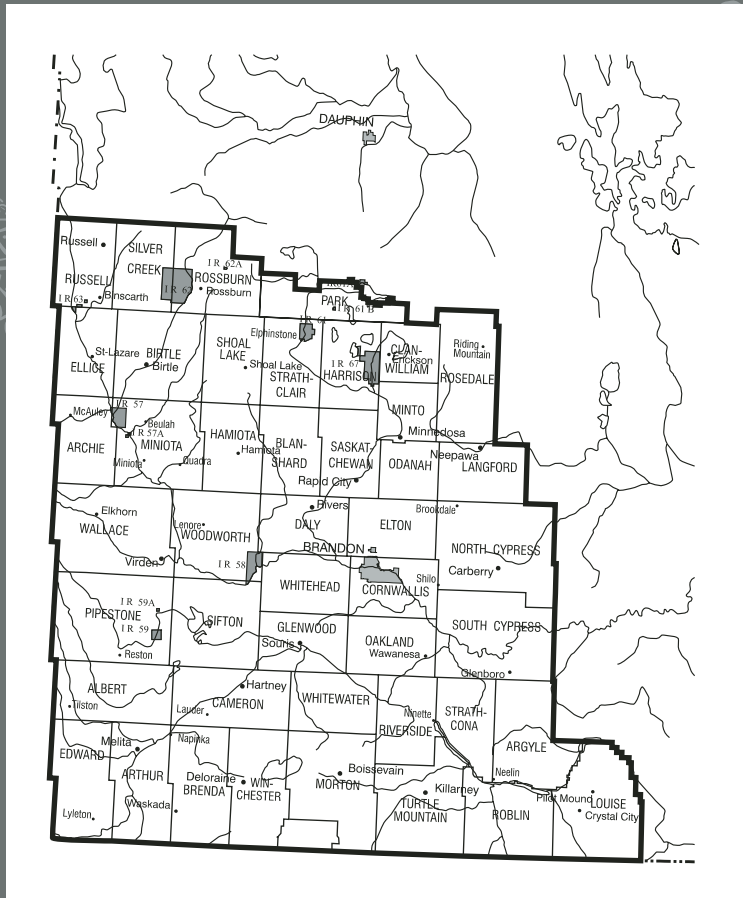 DAUPHIN
Russell
SILVER
CREEK
I R 62A
RUSSELL
ROSSBURN
I R 63
Binscarth
I R 62
Rossburn
PARK
I R 61 B
I R 61
Elphinstone
SHOAL
LAKE
Shoal Lake
St-Lazare
BIRTLE
Birtle
ELLICE
STRATH-
CLAIR
I R 67
HARRISON
CLAN-
Erickson
WILLIAM
Riding
Mountain
ROSEDALE
I R 57
McAuley
Beulah
I R 57A
ARCHIE
MINIOTA
Miniota
Quadra
HAMIOTA
Hamiota
BLAN-
SHARD
SASKAT-
CHEWAN
Rapid City
MINTO
Minnedosa
ODANAH
Neepawa
LANGFORD
Elkhorn
WALLACE
Lenore
WOODWORTH
Rivers
DALY
ELTON
Brookdale
BRANDON
NORTH CYPRESS
Virden
I R 58
WHITEHEAD
CORNWALLIS
Shilo
Carberry
I R 59A
PIPESTONE
I R 59
Reston
SIFTON
GLENWOOD
Souris
OAKLAND
Wawanesa
SOUTH CYPRESS
Glenboro
ALBERT
Tilston
Hartney
Lauder
CAMERON
WHITEWATER
Ninette
RIVERSIDE
STRATH-
CONA
ARGYLE
Melita
Napinka
EDWARD
ARTHUR
Deloraine
BRENDA
WIN-
CHESTER
Boissevain
MORTON
Killarney
TURTLE
MOUNTAIN
Neelin
Pilot Mound
LOUISE
Crystal City
ROBLIN
Waskada
Lyleton